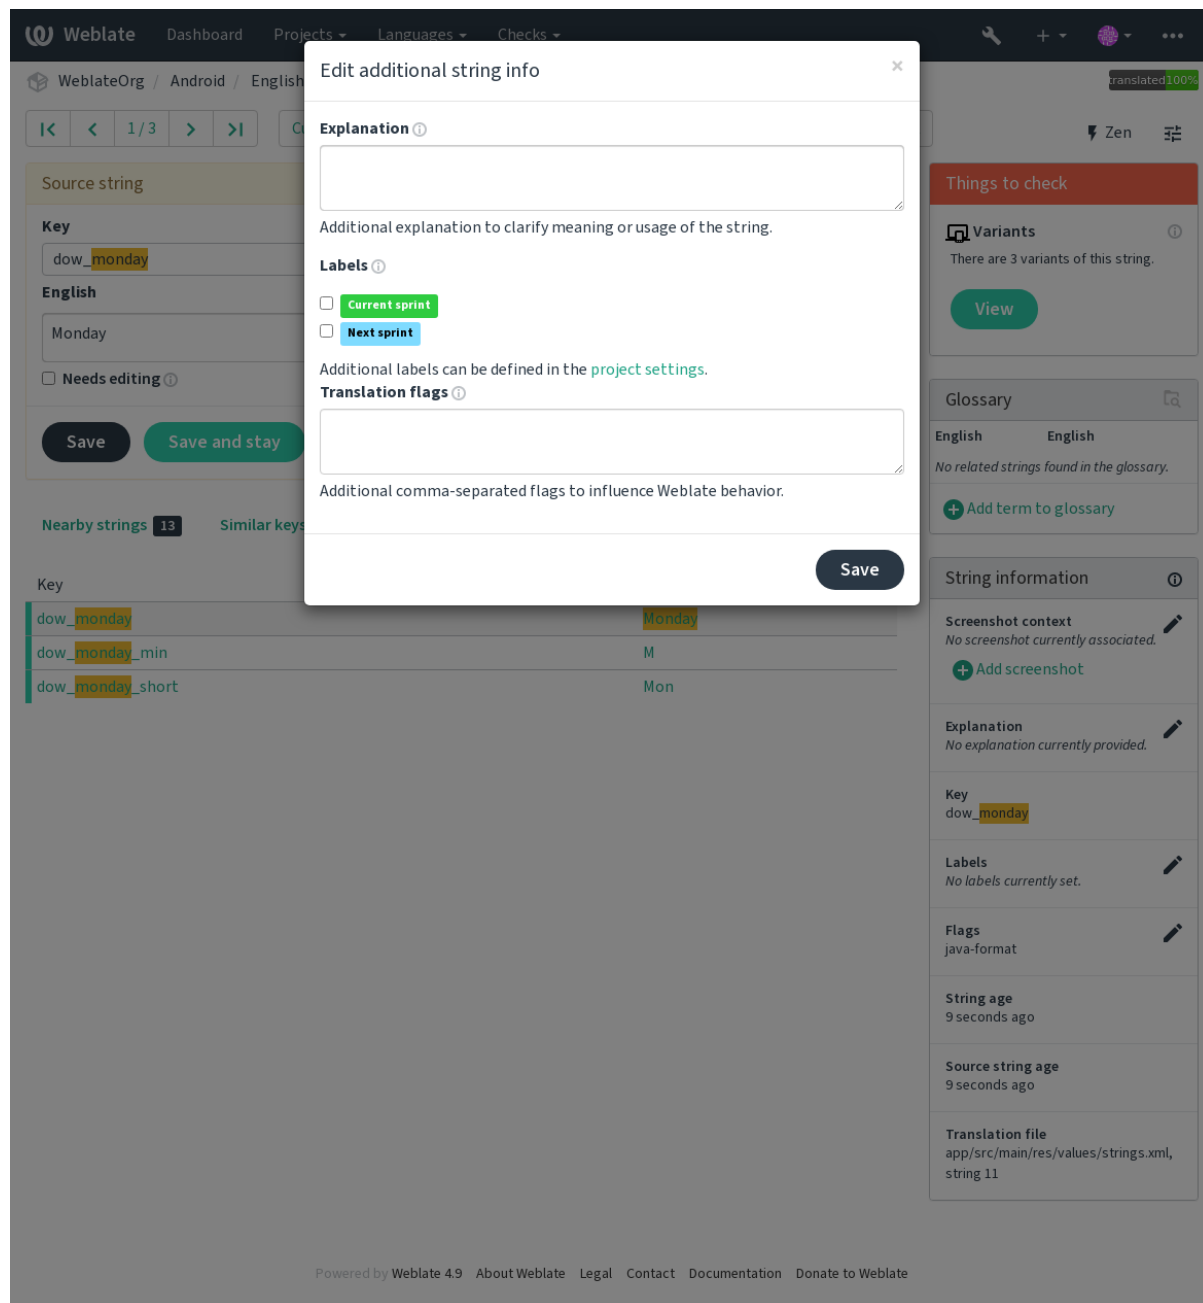 Weblate Dashboard Projects Languages Checks
WeblateOrg / Android / English
translated 100%
1 / 3
Zen
Edit additional string info
×
Explanation
Additional explanation to clarify meaning or usage of the string.
Labels
Current sprint
Next sprint
Additional labels can be defined in the project settings.
Translation flags
Additional comma-separated flags to influence Weblate behavior.
Save
Source string
Key
dow_monday
English
Monday
Needs editing
Save Save and stay
Nearby strings 13 Similar keys
Key
dow_monday Monday
dow_monday_min M
dow_monday_short Mon
Things to check
Variants
There are 3 variants of this string.
View
Glossary
English English
No related strings found in the glossary.
Add term to glossary
String information
Screenshot context
No screenshot currently associated.
Add screenshot
Explanation
No explanation currently provided.
Key
dow_monday
Labels
No labels currently set.
Flags
java-format
String age
9 seconds ago
Source string age
9 seconds ago
Translation file
app/src/main/res/values/strings.xml,
string 11
Powered by Weblate 4.9 About Weblate Legal Contact Documentation Donate to Weblate